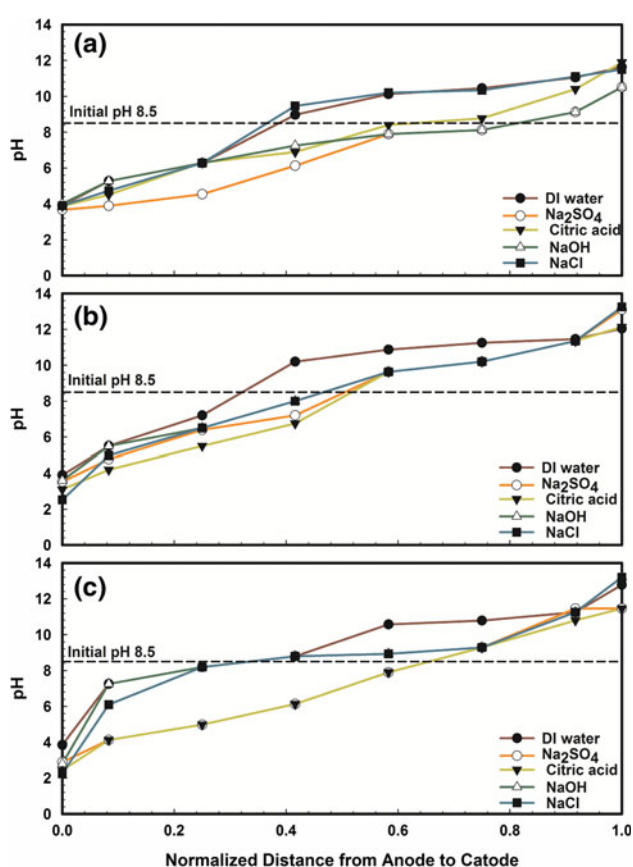 (a)
14
12
10
8
6
4
2
0
pH
Initial pH 8.5
DI water
Na2SO4
Citric acid
NaOH
NaCl
(b)
14
12
10
8
6
4
2
0
pH
Initial pH 8.5
DI water
Na2SO4
Citric acid
NaOH
NaCl
(c)
14
12
10
8
6
4
2
0
pH
Initial pH 8.5
DI water
Na2SO4
Citric acid
NaOH
NaCl
0.0 0.2 0.4 0.6 0.8 1.0
Normalized Distance from Anode to Catode